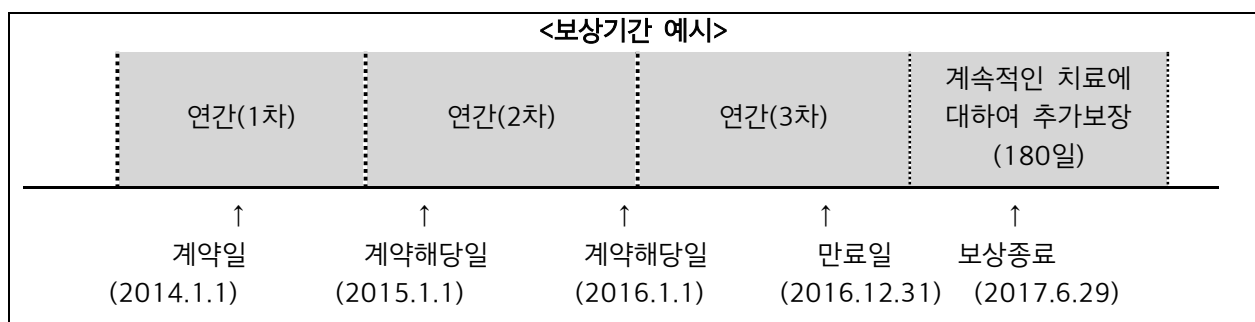 <보상기간 예시>
연간(1차)
연간(2차)
연간(3차)
계속적인 치료에
대하여 추가보장
(180일)
↑ ↑ ↑ ↑ ↑
계약일 계약해당일 계약해당일 만료일 보상종료
(2014.1.1) (2015.1.1) (2016.1.1) (2016.12.31) (2017.6.29)